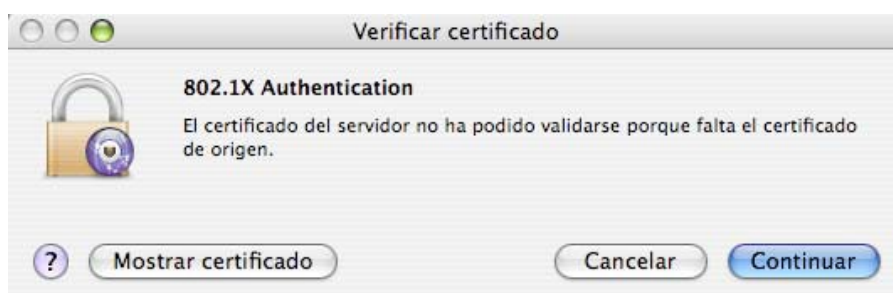 Verificar certificado
802.1X Authentication
El certificado del servidor no ha podido validarse porque falta el certificado
de origen.
? Mostrar certificado Cancelar Continuar